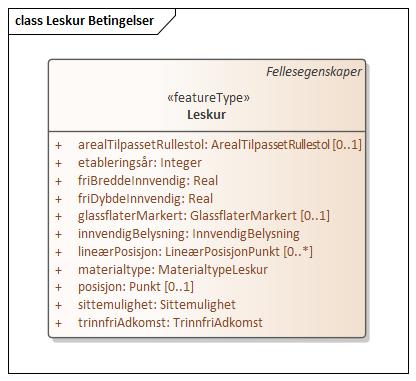 class Leskur Betingelser
Fellesegenskaper
«featureType»
Leskur
+ arealTilpassetRullestol: ArealTilpassetRullestol [0..1]
+ etableringsår: Integer
+ friBreddeInnvendig: Real
+ friDybdeInnvendig: Real
+ glassflaterMarkert: GlassflaterMarkert [0..1]
+ innvendigBelysning: InnvendigBelysning
+ lineærPosisjon: LineærPosisjonPunkt [0..*]
+ materialtype: MaterialtypeLeskur
+ posisjon: Punkt [0..1]
+ sittemulighet: Sittemulighet
+ trinnfriAdkomst: TrinnfriAdkomst